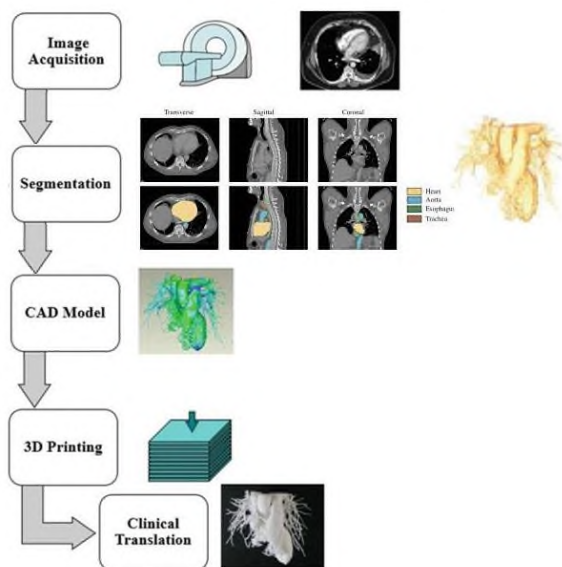 Image
Acquisition
Transverse
Sagittal
Coronal
Segmentation
Heart
Aorta
Esophagus
Trachea
CAD Model
3D Printing
Clinical
Translation